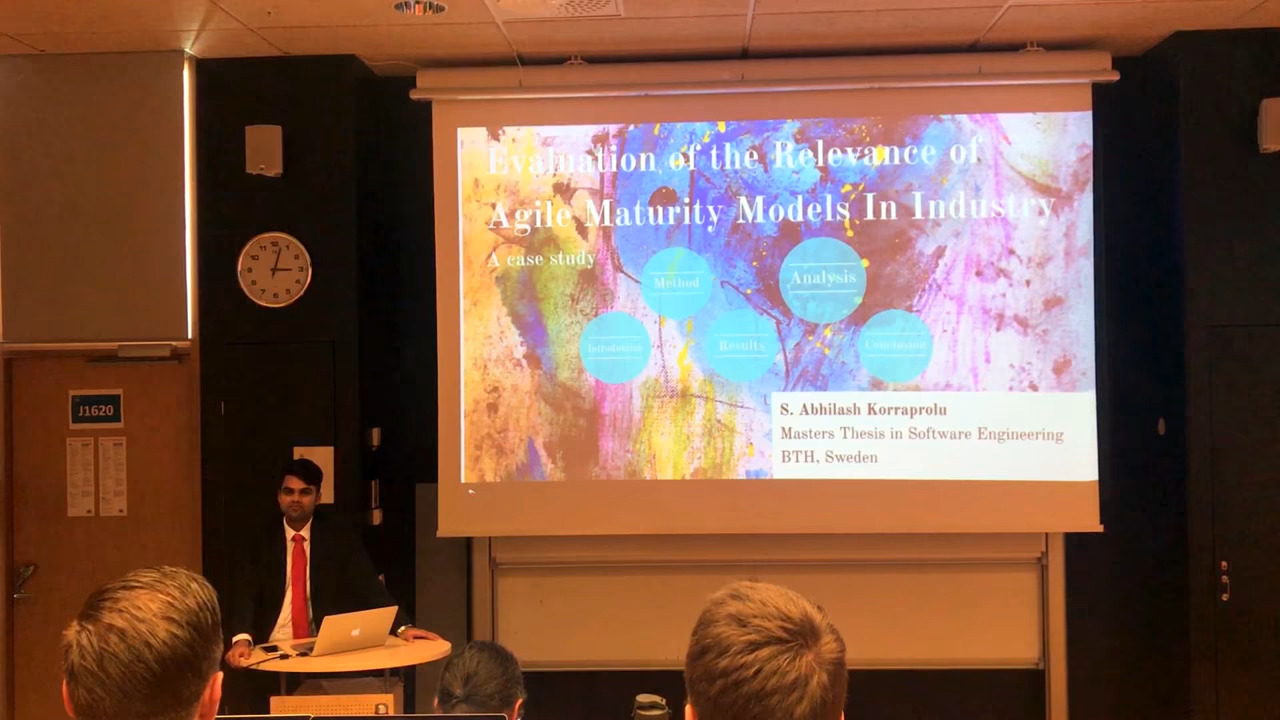 Evaluation of the Relevance of
Agile Maturity Models In Industry
A case study
Method
Analysis
Introduction
Results
Conclusion
S. Abhilash Korraprolu
Masters Thesis in Software Engineering
BTH, Sweden
J1620